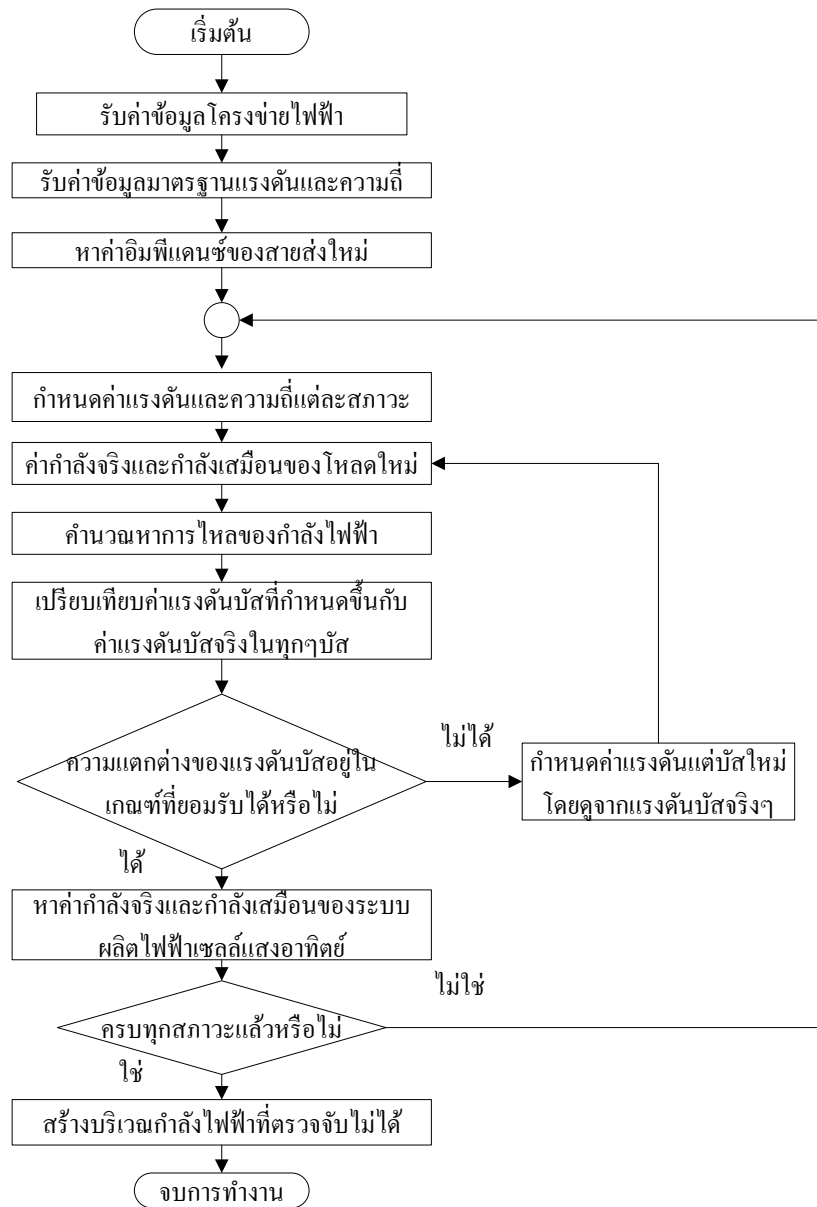 เริ่มต้น
รับค่าข้อมูลโครงข่ายไฟฟ้า
รับค่าข้อมูลมาตรฐานแรงดันและความถี่
หาค่าอิมพีแดนซ์ของสายส่งใหม่
กำหนดค่าแรงดันและความถี่แต่ละสภาวะ
ค่ากำลังจริงและกำลังเสมือนของโหลดใหม่
คำนวณหาการไหลของกำลังไฟฟ้า
เปรียบเทียบค่าแรงดันบัสที่กำหนดขึ้นกับ
ค่าแรงดันบัสจริงในทุกๆบัส
ความแตกต่างของแรงดันบัสอยู่ใน
เกณฑ์ที่ยอมรับได้หรือไม่
ไม่ได้
กำหนดค่าแรงดันแต่บัสใหม่
โดยดูจากแรงดันบัสจริงๆ
ได้
หาค่ากำลังจริงและกำลังเสมือนของระบบ
ผลิตไฟฟ้าเซลล์แสงอาทิตย์
ครบทุกสภาวะแล้วหรือไม่
ไม่ใช่
ใช่
สร้างบริเวณกำลังไฟฟ้าที่ตรวจจับไม่ได้
จบการทำงาน